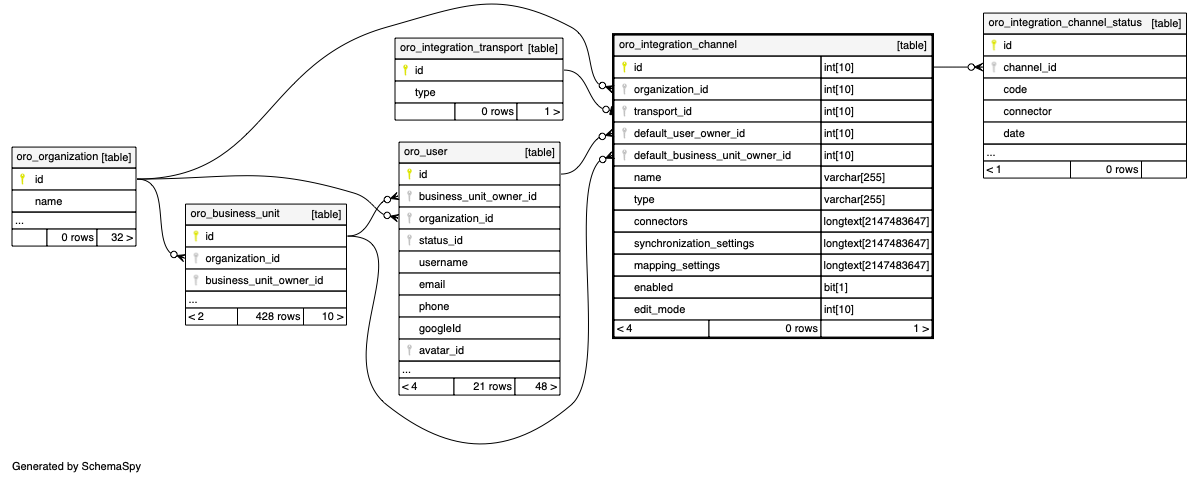 oro_organization [table]
id
name
...
0 rows 32 >
oro_business_unit [table]
id
organization_id
business_unit_owner_id
...
< 2 428 rows 10 >
oro_integration_transport [table]
id
type
0 rows 1 >
oro_user [table]
id
business_unit_owner_id
organization_id
status_id
username
email
phone
googleId
avatar_id
...
< 4 21 rows 48 >
oro_integration_channel [table]
id int[10]
organization_id int[10]
transport_id int[10]
default_user_owner_id int[10]
default_business_unit_owner_id int[10]
name varchar[255]
type varchar[255]
connectors longtext[2147483647]
synchronization_settings longtext[2147483647]
mapping_settings longtext[2147483647]
enabled bit[1]
edit_mode int[10]
< 4 0 rows 1 >
oro_integration_channel_status [table]
id
channel_id
code
connector
date
...
< 1 0 rows
Generated by SchemaSpy